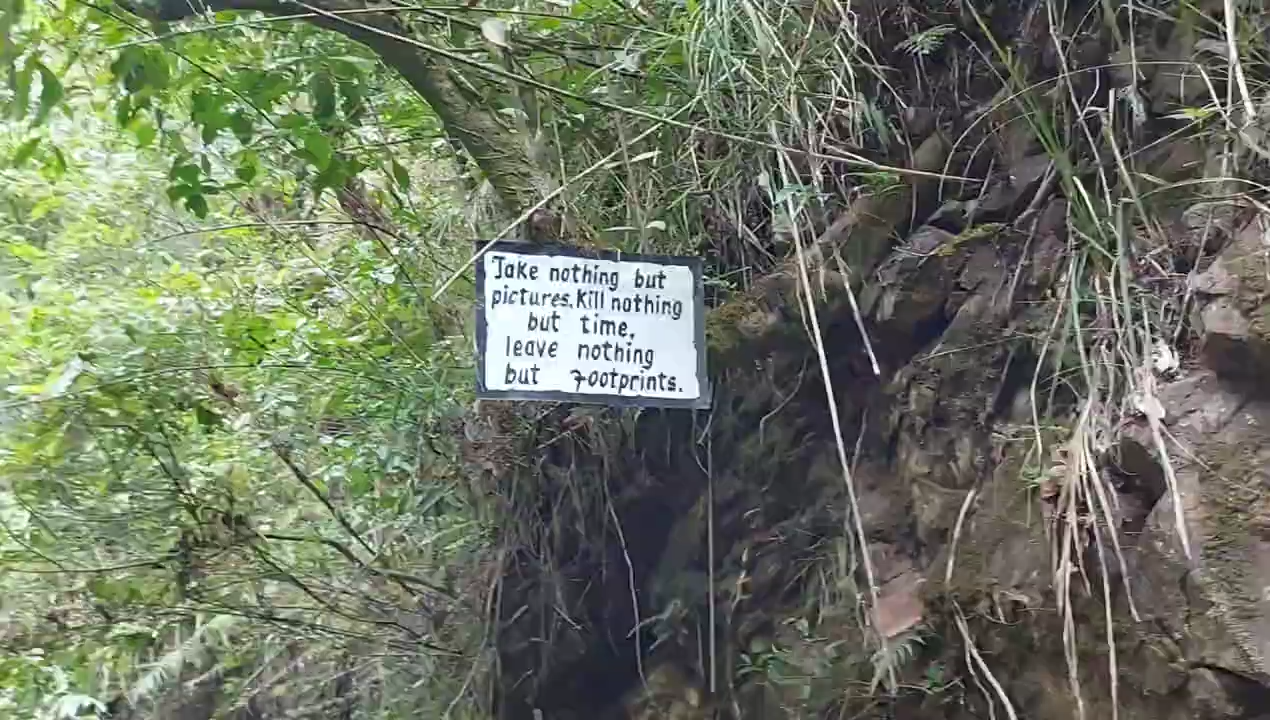 Take nothing but
pictures. Kill nothing
but time,
leave nothing
but footprints.